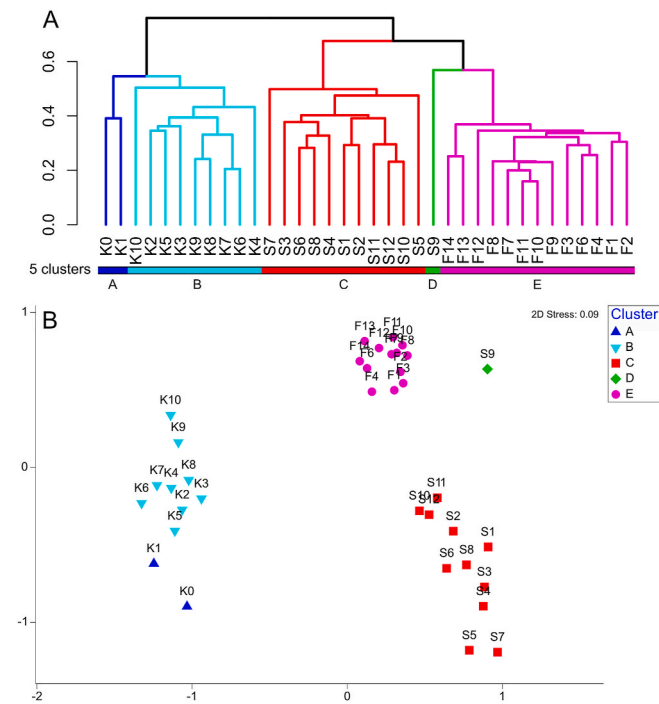 A
0.6
0.4
0.2
0.0
K0 K1 K10 K2 K5 K3 K9 K8 K7 K6 K4 S7 S3 S6 S8 S4 S1 S2 S11 S12 S10 S5 S9 F14 F13 F12 F8 F7 F11 F10 F9 F3 F6 F4 F1 F2
5 clusters
A B C D E
B
1
2D Stress: 0.09
Cluster
A
B
C
D
E
F11
F13 F10
F12 F9 F8
F14
F6 F2
S9
F3
F4 F1
K10
K9
0
K8
K7 K4
K6 K3
K2
K5
S11
S10
S12
S2
S1
K1
S8
S6
S3
K0
S4
-1
S5 S7
-2 -1 0 1